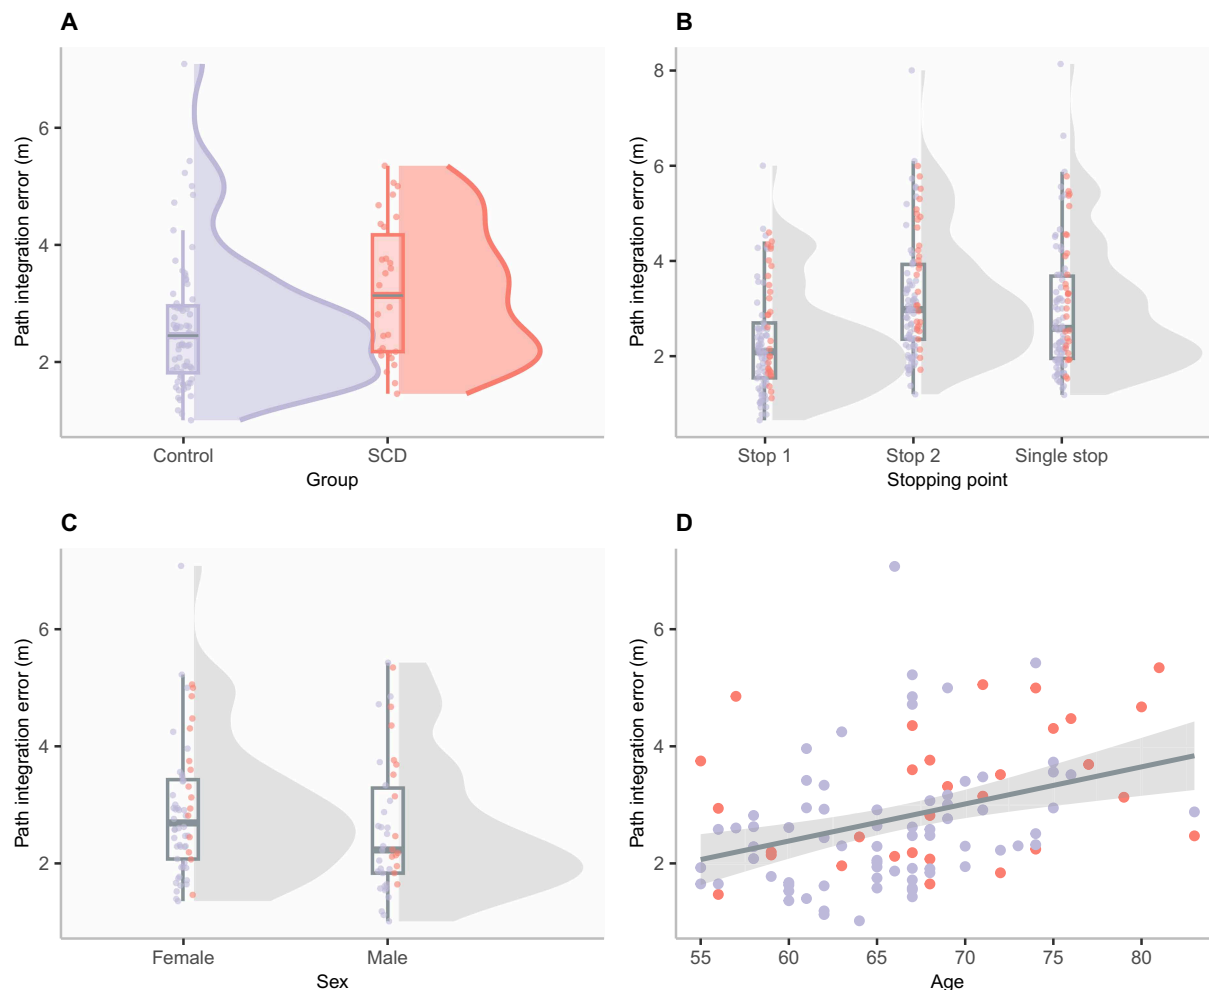 A
Path integration error (m)
6
4
2
Control SCD
Group
B
Path integration error (m)
8
6
4
2
Stop 1 Stop 2 Single stop
Stopping point
C
Path integration error (m)
6
4
2
Female Male
Sex
D
Path integration error (m)
6
4
2
55 60 65 70 75 80
Age